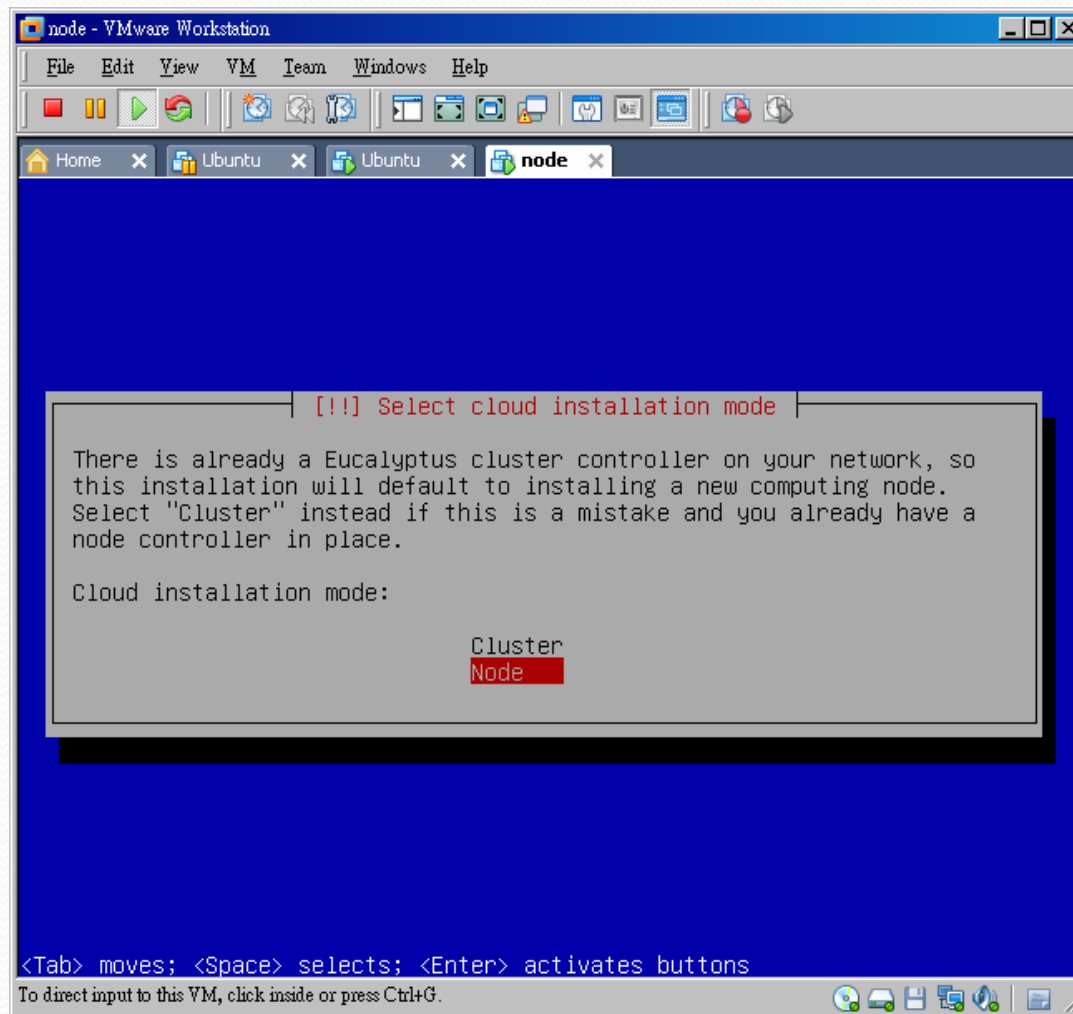 node - VMware Workstation
File Edit View VM Team Windows Help
Home Ubuntu Ubuntu node
[!!] Select cloud installation mode
There is already a Eucalyptus cluster controller on your network, so
this installation will default to installing a new computing node.
Select "Cluster" instead if this is a mistake and you already have a
node controller in place.
Cloud installation mode:
Cluster
Node
<Tab> moves; <Space> selects; <Enter> activates buttons
To direct input to this VM, click inside or press Ctrl+G.